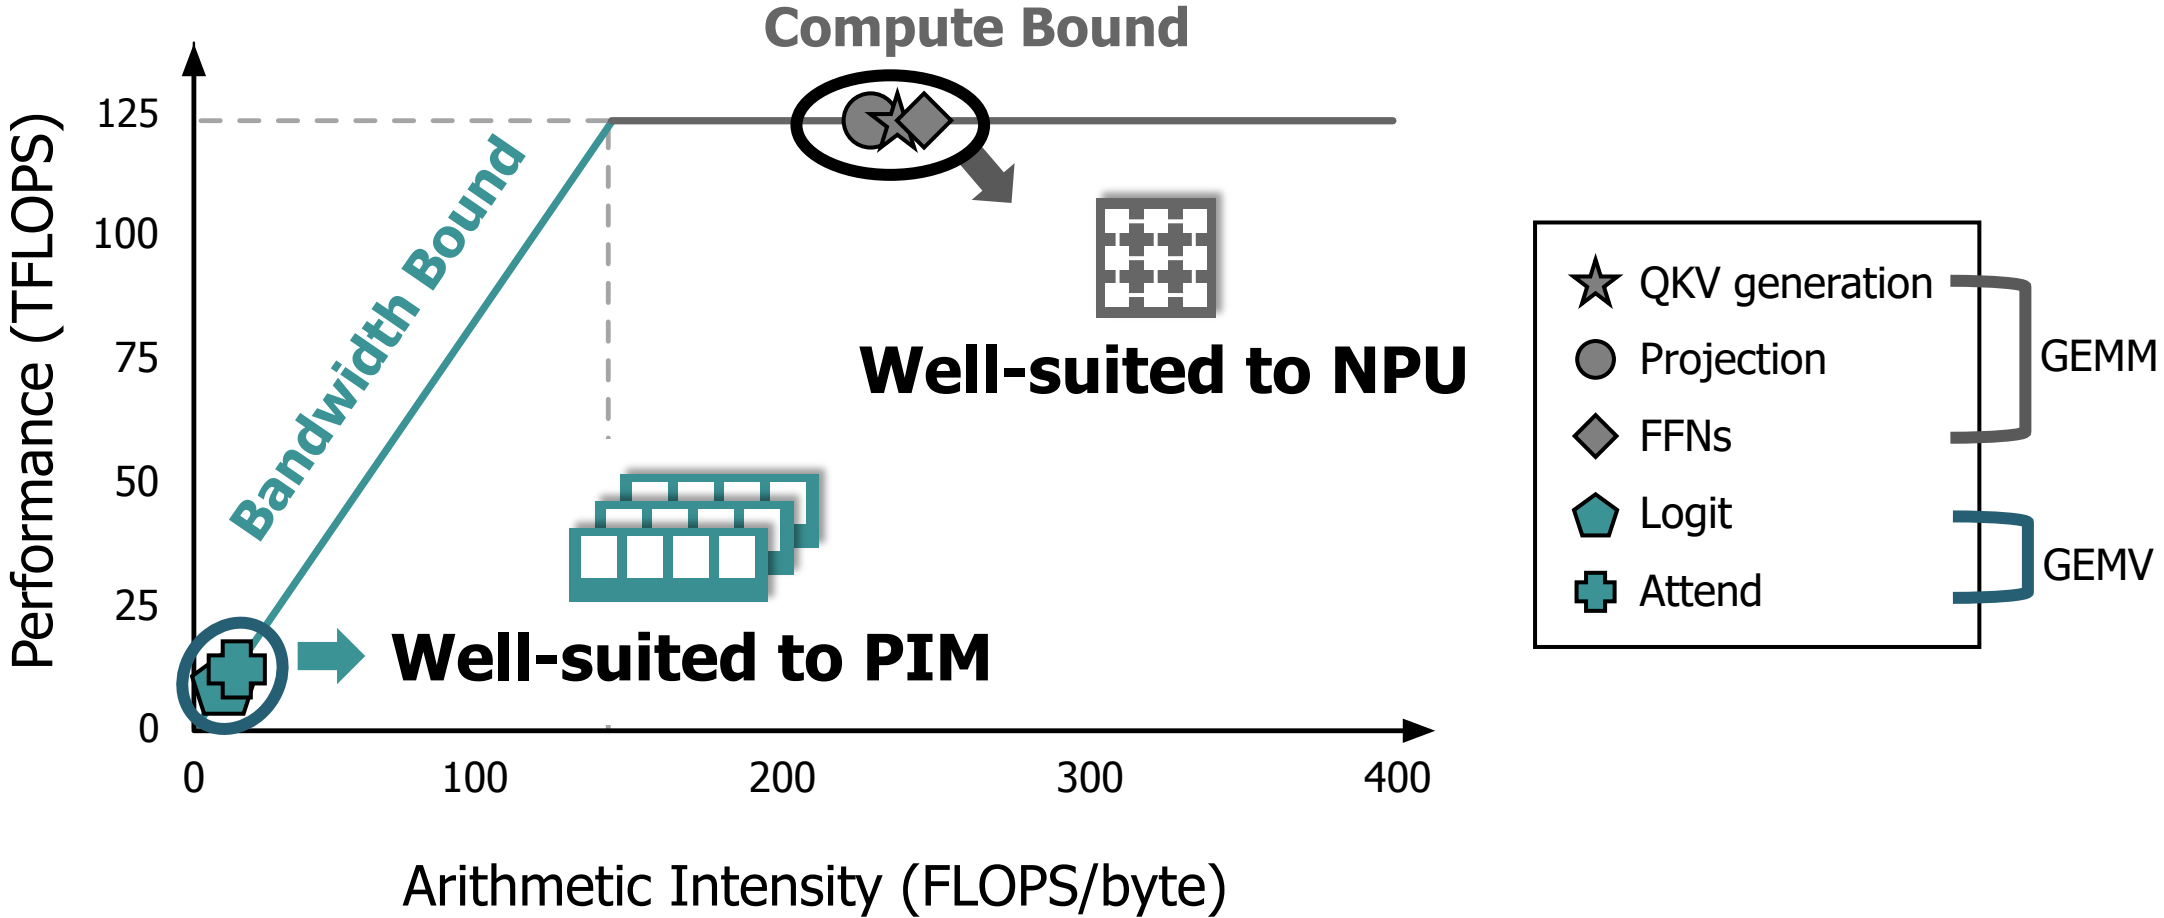 Compute Bound
Performance (TFLOPS)
125
100
75
50
25
0
Bandwidth Bound
Well-suited to NPU
Well-suited to PIM
0
100
200
300
400
Arithmetic Intensity (FLOPS/byte)
QKV generation
Projection
FFNs
Logit
Attend
GEMM
GEMV